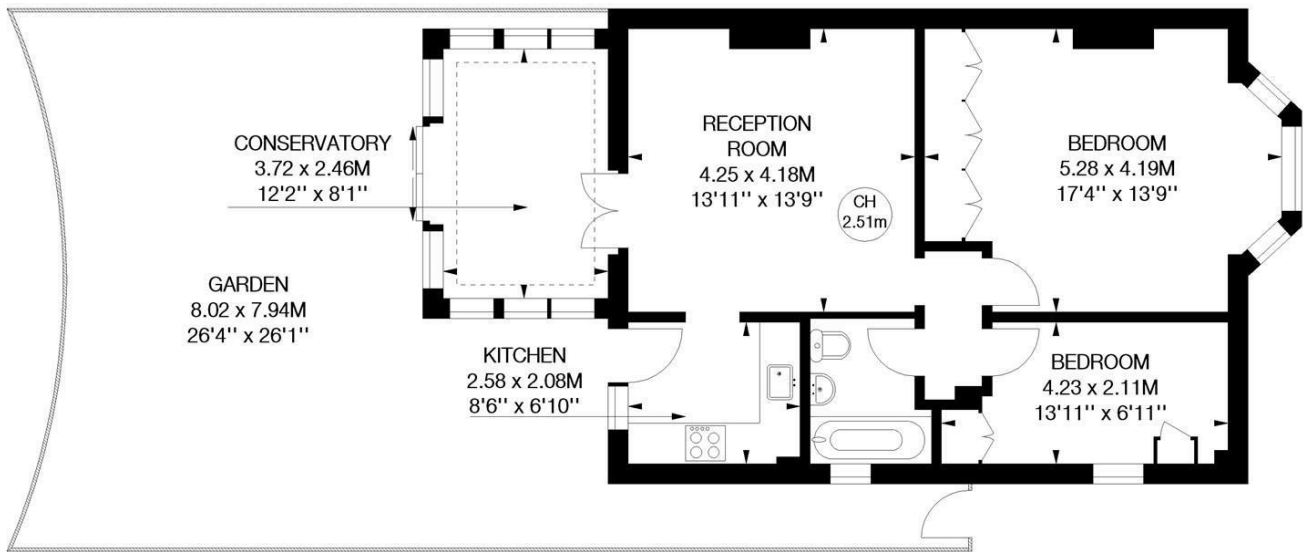 CONSERVATORY
3.72 x 2.46M
12'2'' x 8'1''
RECEPTION
ROOM
4.25 x 4.18M
13'11'' x 13'9''
CH
2.51m
BEDROOM
5.28 x 4.19M
17'4'' x 13'9''
GARDEN
8.02 x 7.94M
26'4'' x 26'1''
KITCHEN
2.58 x 2.08M
8'6'' x 6'10''
BEDROOM
4.23 x 2.11M
13'11'' x 6'11''